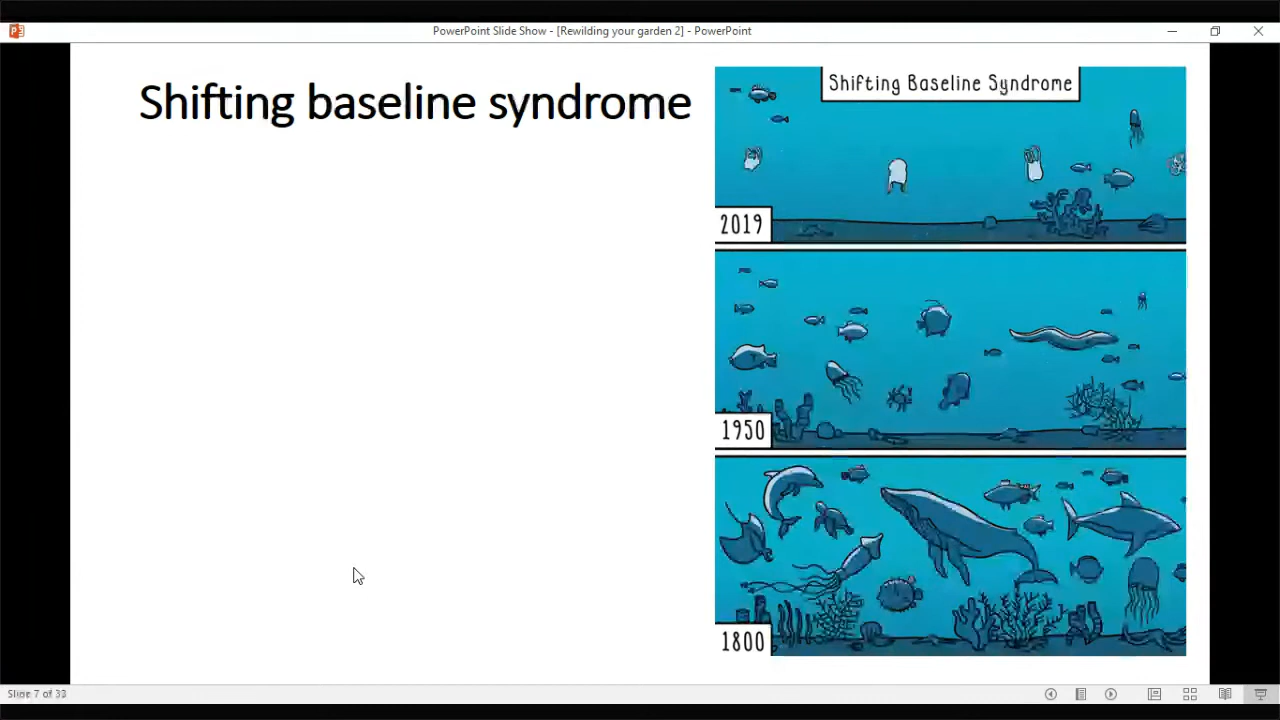 PowerPoint Slide Show - [Rewilding your garden 2] - PowerPoint
Shifting baseline syndrome
Shifting Baseline Syndrome
2019
1950
1800
Slide 7 of 33